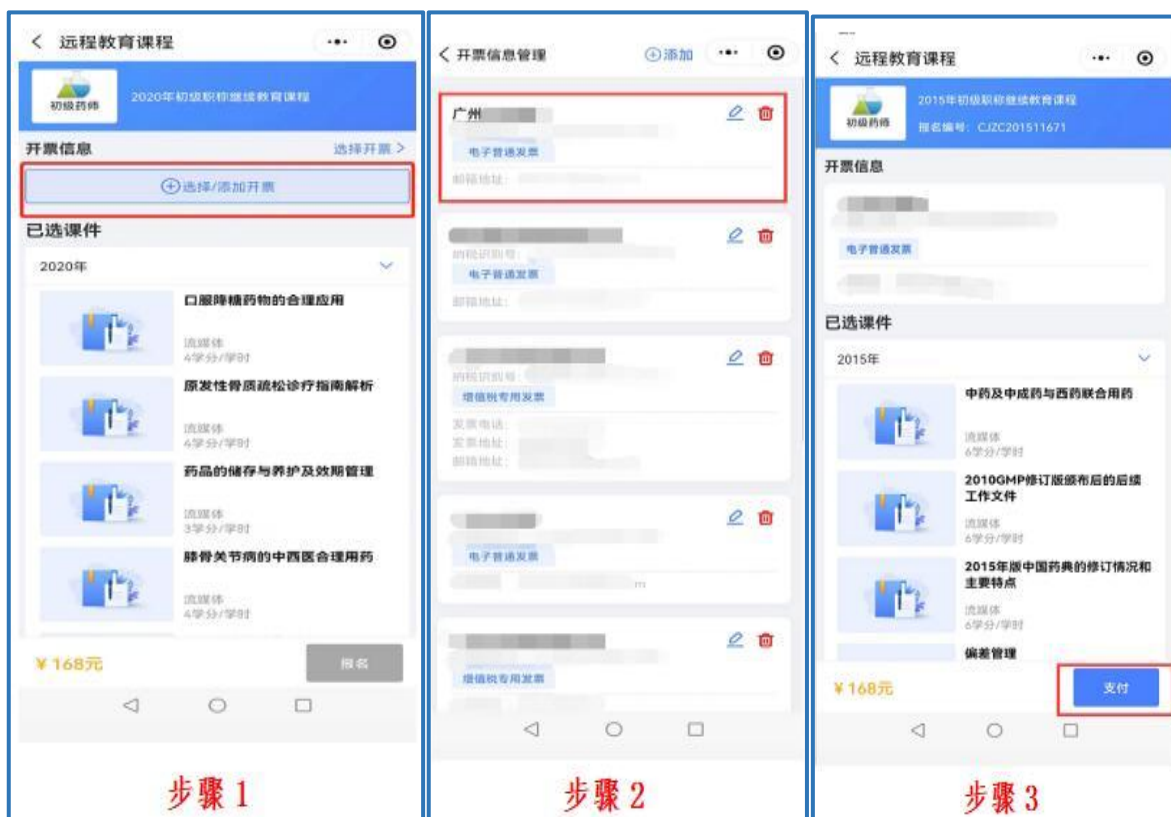 远程教育课程
初级药师
2020年初级职称继续教育课程
开票信息
选择开票 >
选择/添加开票
已选课件
2020年
口服降糖药物的合理应用
流媒体
4学分/学时
原发性骨质疏松诊疗指南解析
流媒体
4学分/学时
药品的储存与养护及效期管理
流媒体
3学分/学时
膝骨关节病的中西医合理用药
流媒体
4学分/学时
¥168元
报名
步骤1
开票信息管理
添加
广州
电子普通发票
邮箱地址：
纳税识别号：
电子普通发票
邮箱地址：
纳税识别号：
增值税专用发票
发票电话：
发票地址：
邮箱地址：
电子普通发票
m
增值税专用发票
步骤2
远程教育课程
初级药师
2015年初级职称继续教育课程
报名编号：CJZC201511671
开票信息
电子普通发票
已选课件
2015年
中药及中成药与西药联合用药
流媒体
6学分/学时
2010GMP修订版颁布后的后续
工作文件
流媒体
6学分/学时
2015年版中国药典的修订情况和
主要特点
流媒体
6学分/学时
偏差管理
¥168元
支付
步骤3